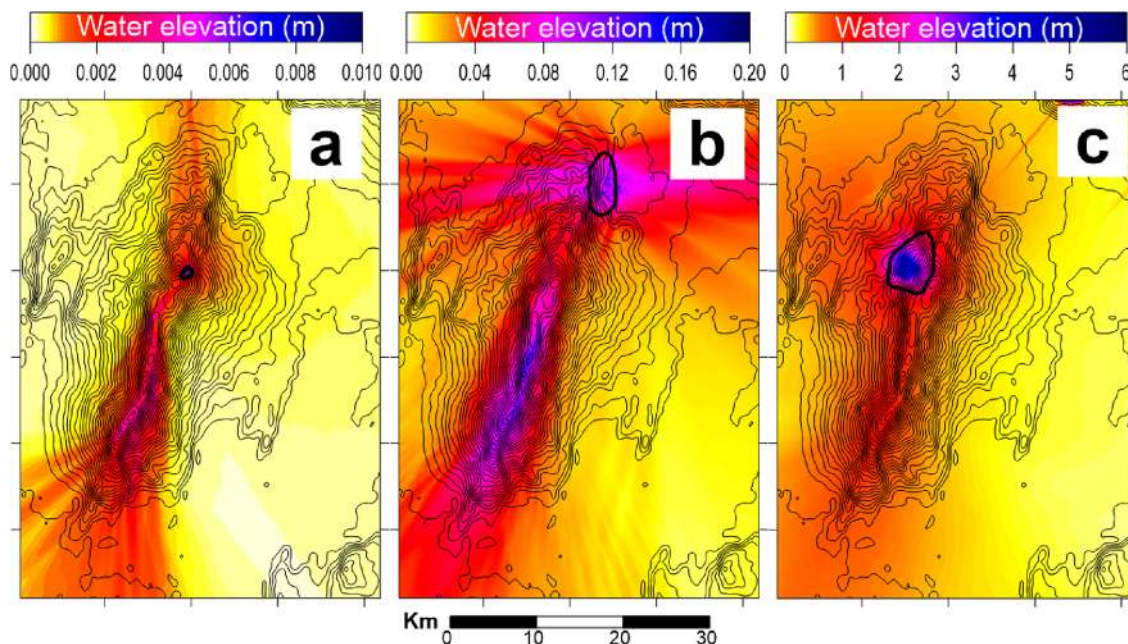 Water elevation (m) Water elevation (m) Water elevation (m)
0.000 0.002 0.004 0.006 0.008 0.010 0.00 0.04 0.08 0.12 0.16 0.20 0 1 2 3 4 5 6
a b c
Km
0 10 20 30